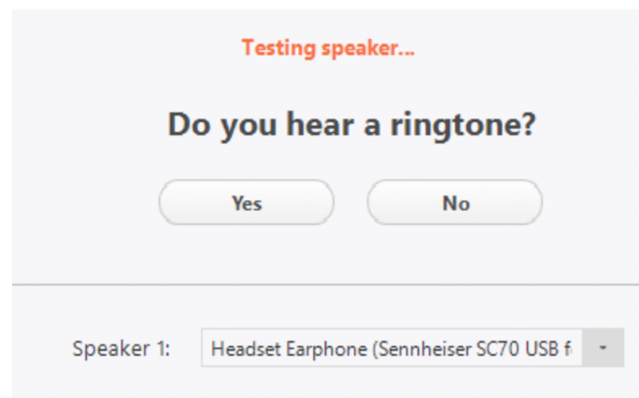 Testing speaker...
Do you hear a ringtone?
Yes
No
Speaker 1:
Headset Earphone (Sennheiser SC70 USB f